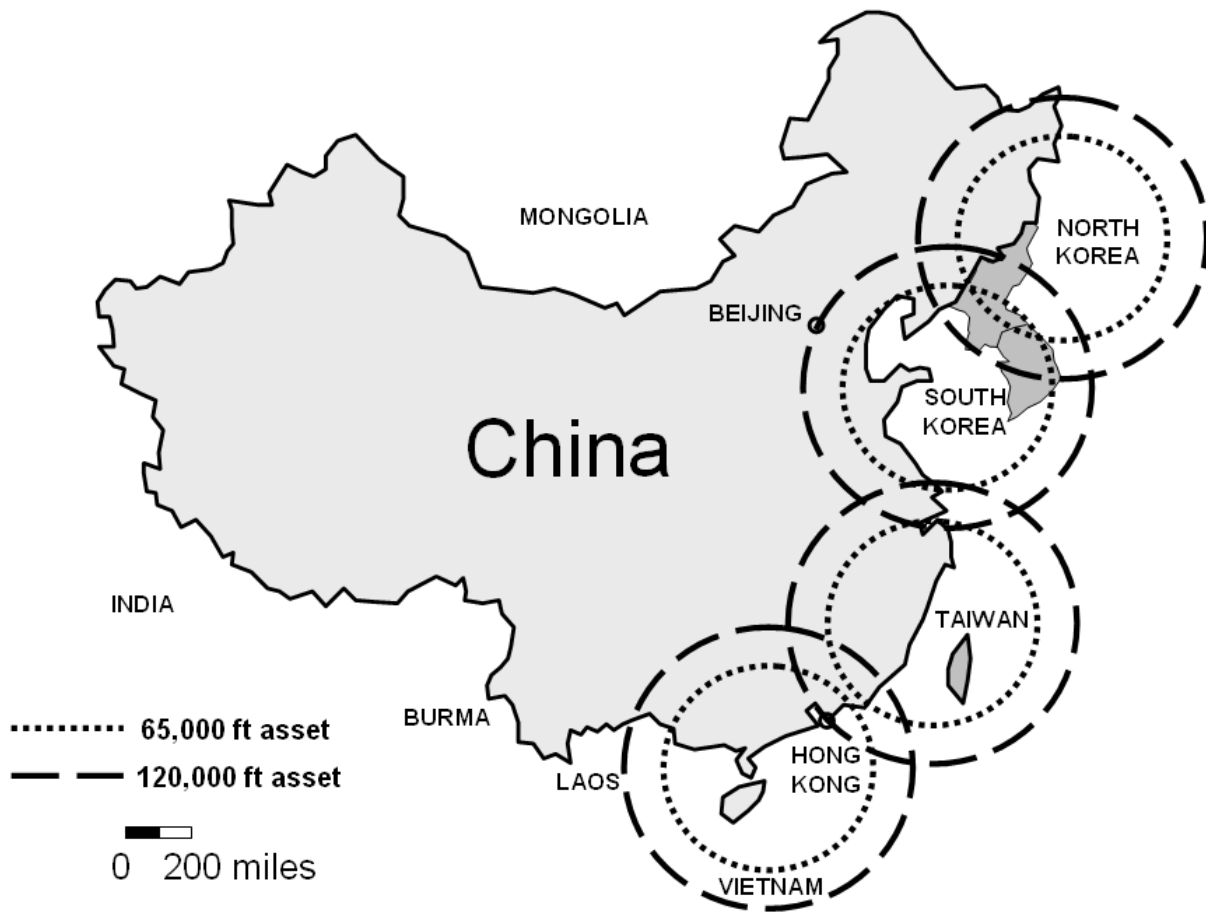 MONGOLIA
NORTH
KOREA
BEIJING
SOUTH
KOREA
China
INDIA
TAIWAN
BURMA
65,000 ft asset
HONG
KONG
LAOS
120,000 ft asset
0 200 miles
VIETNAM